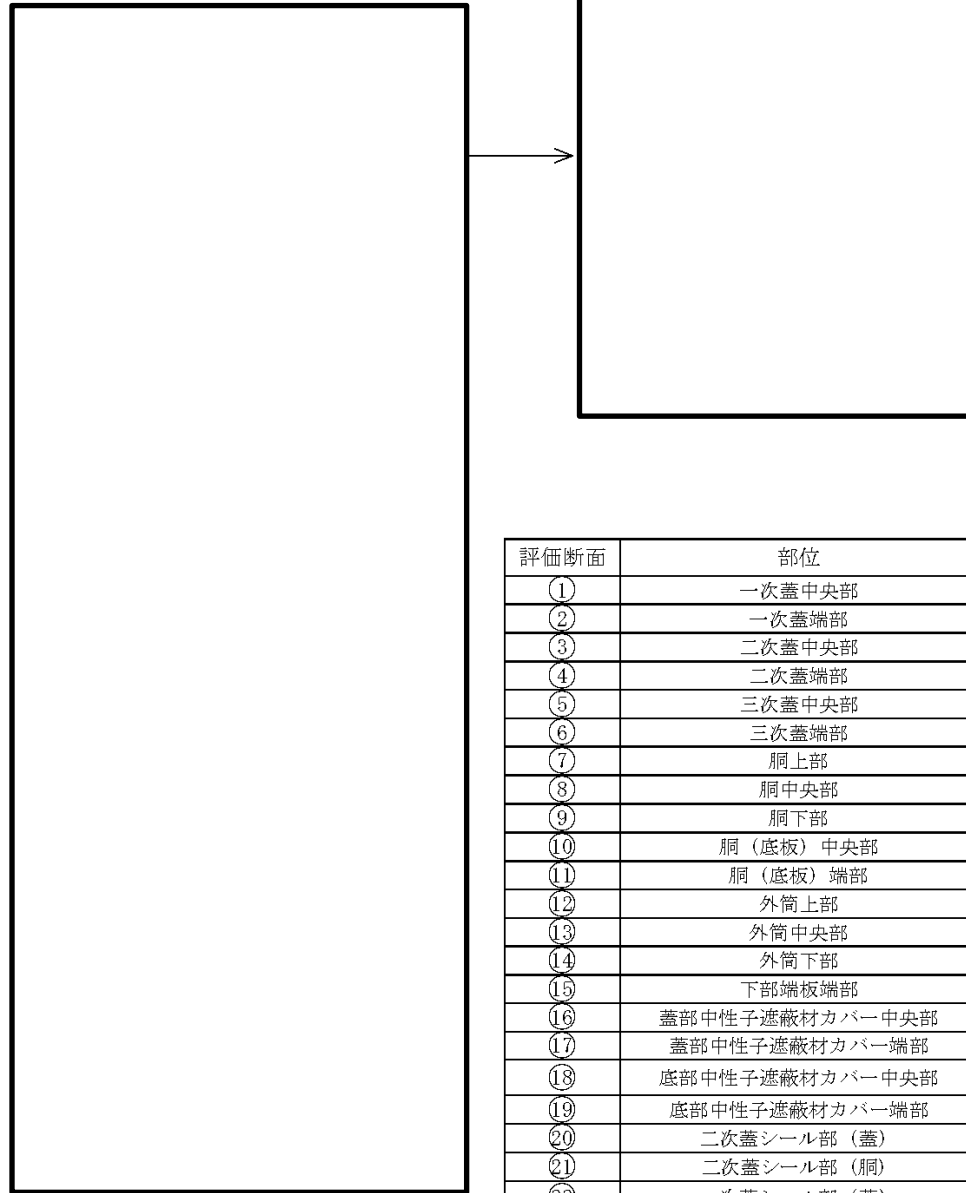 評価断面 部位
① 一次蓋中央部
② 一次蓋端部
③ 二次蓋中央部
④ 二次蓋端部
⑤ 三次蓋中央部
⑥ 三次蓋端部
⑦ 胴上部
⑧ 胴中央部
⑨ 胴下部
⑩ 胴（底板）中央部
⑪ 胴（底板）端部
⑫ 外筒上部
⑬ 外筒中央部
⑭ 外筒下部
⑮ 下部端板端部
⑯ 蓋部中性子遮蔽材カバー中央部
⑰ 蓋部中性子遮蔽材カバー端部
⑱ 底部中性子遮蔽材カバー中央部
⑲ 底部中性子遮蔽材カバー端部
⑳ 二次蓋シール部（蓋）
㉑ 二次蓋シール部（胴）